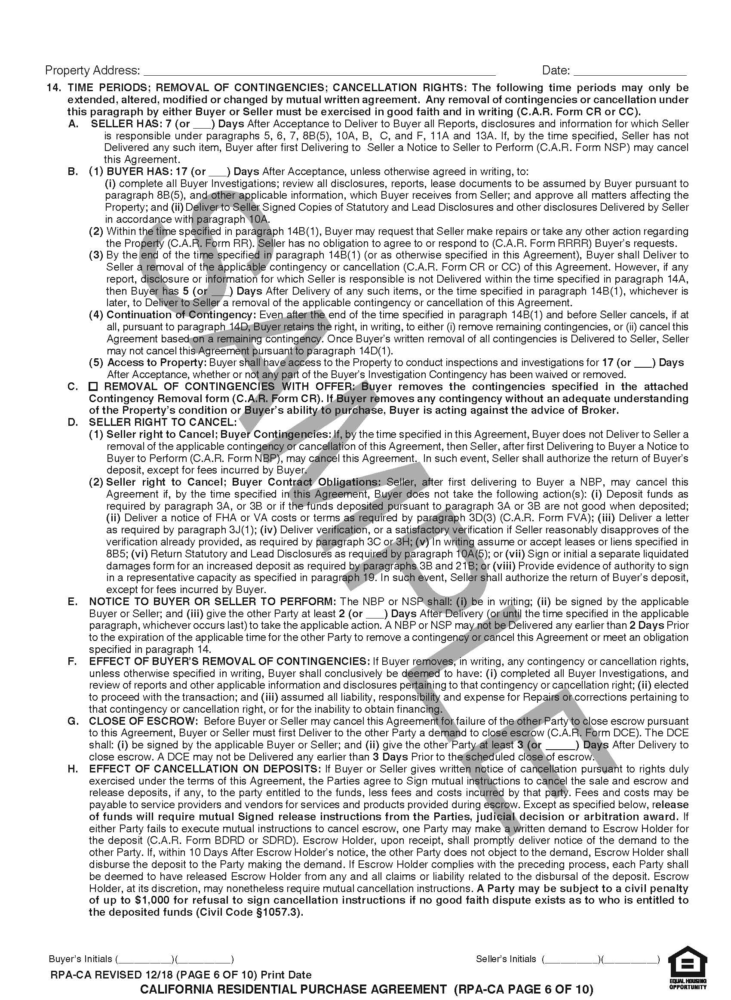 Property Address: ______________________ Date: ______________
14. TIME PERIODS; REMOVAL OF CONTINGENCIES; CANCELLATION RIGHTS: The following time periods may only be
extended, altered, modified or changed by mutual written agreement. Any removal of contingencies or cancellation under
this paragraph by either Buyer or Seller must be exercised in good faith and in writing (C.A.R. Form CR or CC).
A. SELLER HAS: 7 (or ___) Days After Acceptance to Deliver to Buyer all Reports, disclosures and information for which Seller
is responsible under paragraphs 5, 6, 7, 8B(5), 10A, B, C, and F, 11A and 13A. If, by the time specified, Seller has not
Delivered any such item, Buyer after first Delivering to Seller a Notice to Seller to Perform (C.A.R. Form NSP) may cancel
this Agreement.
B. (1) BUYER HAS: 17 (or ___) Days After Acceptance, unless otherwise agreed in writing, to:
(i) complete all Buyer Investigations; review all disclosures, reports, lease documents to be assumed by Buyer pursuant to
paragraph 8B(5), and other applicable information, which Buyer receives from Seller; and approve all matters affecting the
Property; and (ii) Deliver to Seller Signed Copies of Statutory and Lead Disclosures and other disclosures Delivered by Seller
in accordance with paragraph 10A.
(2) Within the time specified in paragraph 14B(1), Buyer may request that Seller make repairs or take any other action regarding
the Property (C.A.R. Form RR). Seller has no obligation to agree to or respond to (C.A.R. Form RRRR) Buyer's requests.
(3) By the end of the time specified in paragraph 14B(1) (or as otherwise specified in this Agreement), Buyer shall Deliver to
Seller a removal of the applicable contingency or cancellation (C.A.R. Form CR or CC) of this Agreement. However, if any
report, disclosure or information for which Seller is responsible is not Delivered within the time specified in paragraph 14A,
then Buyer has 5 (or ___) Days After Delivery of any such items, or the time specified in paragraph 14B(1), whichever is
later, to Deliver to Seller a removal of the applicable contingency or cancellation of this Agreement.
(4) Continuation of Contingency: Even after the end of the time specified in paragraph 14B(1) and before Seller cancels, if at
all, pursuant to paragraph 14D, Buyer retains the right, in writing, to either (i) remove remaining contingencies, or (ii) cancel this
Agreement based on a remaining contingency. Once Buyer's written removal of all contingencies is Delivered to Seller, Seller
may not cancel this Agreement pursuant to paragraph 14D(1).
(5) Access to Property: Buyer shall have access to the Property to conduct inspections and investigations for 17 (or ___) Days
After Acceptance, whether or not any part of the Buyer's Investigation Contingency has been waived or removed.
C. ☐ REMOVAL OF CONTINGENCIES WITH OFFER: Buyer removes the contingencies specified in the attached
Contingency Removal form (C.A.R. Form CR). If Buyer removes any contingency without an adequate understanding
of the Property's condition or Buyer's ability to purchase, Buyer is acting against the advice of Broker.
D. SELLER RIGHT TO CANCEL:
(1) Seller right to Cancel; Buyer Contingencies: If, by the time specified in this Agreement, Buyer does not Deliver to Seller a
removal of the applicable contingency or cancellation of this Agreement, then Seller, after first Delivering to Buyer a Notice to
Buyer to Perform (C.A.R. Form NBP), may cancel this Agreement. In such event, Seller shall authorize the return of Buyer's
deposit, except for fees incurred by Buyer.
(2) Seller right to Cancel; Buyer Contract Obligations: Seller, after first delivering to Buyer a NBP, may cancel this
Agreement if, by the time specified in this Agreement, Buyer does not take the following action(s): (i) Deposit funds as
required by paragraph 3A, or 3B or if the funds deposited pursuant to paragraph 3A or 3B are not good when deposited;
(ii) Deliver a notice of FHA or VA costs or terms as required by paragraph 3D(3) (C.A.R. Form FVA); (iii) Deliver a letter
as required by paragraph 3J(1); (iv) Deliver verification, or a satisfactory verification if Seller reasonably disapproves of the
verification already provided, as required by paragraph 3C or 3H; (v) In writing assume or accept leases or liens specified in
8B5; (vi) Return Statutory and Lead Disclosures as required by paragraph 10A(5); or (vii) Sign or initial a separate liquidated
damages form for an increased deposit as required by paragraphs 3B and 21B; or (viii) Provide evidence of authority to sign
in a representative capacity as specified in paragraph 19. In such event, Seller shall authorize the return of Buyer's deposit,
except for fees incurred by Buyer.
E. NOTICE TO BUYER OR SELLER TO PERFORM: The NBP or NSP shall: (i) be in writing; (ii) be signed by the applicable
Buyer or Seller; and (iii) give the other Party at least 2 (or ___) Days After Delivery (or until the time specified in the applicable
paragraph, whichever occurs last) to take the applicable action. A NBP or NSP may not be Delivered any earlier than 2 Days Prior
to the expiration of the applicable time for the other Party to remove a contingency or cancel this Agreement or meet an obligation
specified in paragraph 14.
F. EFFECT OF BUYER'S REMOVAL OF CONTINGENCIES: If Buyer removes, in writing, any contingency or cancellation rights,
unless otherwise specified in writing, Buyer shall conclusively be deemed to have: (i) completed all Buyer Investigations, and
review of reports and other applicable information and disclosures pertaining to that contingency or cancellation right; (ii) elected
to proceed with the transaction; and (iii) assumed all liability, responsibility and expense for Repairs or corrections pertaining to
that contingency or cancellation right, or for the inability to obtain financing.
G. CLOSE OF ESCROW: Before Buyer or Seller may cancel this Agreement for failure of the other Party to close escrow pursuant
to this Agreement, Buyer or Seller must first Deliver to the other Party a demand to close escrow (C.A.R. Form DCE). The DCE
shall: (i) be signed by the applicable Buyer or Seller; and (ii) give the other Party at least 3 (or _____) Days After Delivery to
close escrow. A DCE may not be Delivered any earlier than 3 Days Prior to the scheduled close of escrow.
H. EFFECT OF CANCELLATION ON DEPOSITS: If Buyer or Seller gives written notice of cancellation pursuant to rights duly
exercised under the terms of this Agreement, the Parties agree to Sign mutual instructions to cancel the sale and escrow and
release deposits, if any, to the party entitled to the funds, less fees and costs incurred by that party. Fees and costs may be
payable to service providers and vendors for services and products provided during escrow. Except as specified below, release
of funds will require mutual Signed release instructions from the Parties, judicial decision or arbitration award. If
either Party fails to execute mutual instructions to cancel escrow, one Party may make a written demand to Escrow Holder for
the deposit (C.A.R. Form BDRD or SDRD). Escrow Holder, upon receipt, shall promptly deliver notice of the demand to the
other Party. If, within 10 Days After Escrow Holder's notice, the other Party does not object to the demand, Escrow Holder shall
disburse the deposit to the Party making the demand. If Escrow Holder complies with the preceding process, each Party shall
be deemed to have released Escrow Holder from any and all claims or liability related to the disbursal of the deposit. Escrow
Holder, at its discretion, may nonetheless require mutual cancellation instructions. A Party may be subject to a civil penalty
of up to $1,000 for refusal to sign cancellation instructions if no good faith dispute exists as to who is entitled to
the deposited funds (Civil Code §1057.3).
SAMPLE
Buyer's Initials (__________)(__________) Seller's Initials (__________)(__________)
RPA-CA REVISED 12/18 (PAGE 6 OF 10) Print Date
CALIFORNIA RESIDENTIAL PURCHASE AGREEMENT (RPA-CA PAGE 6 OF 10)
EQUAL HOUSING
OPPORTUNITY